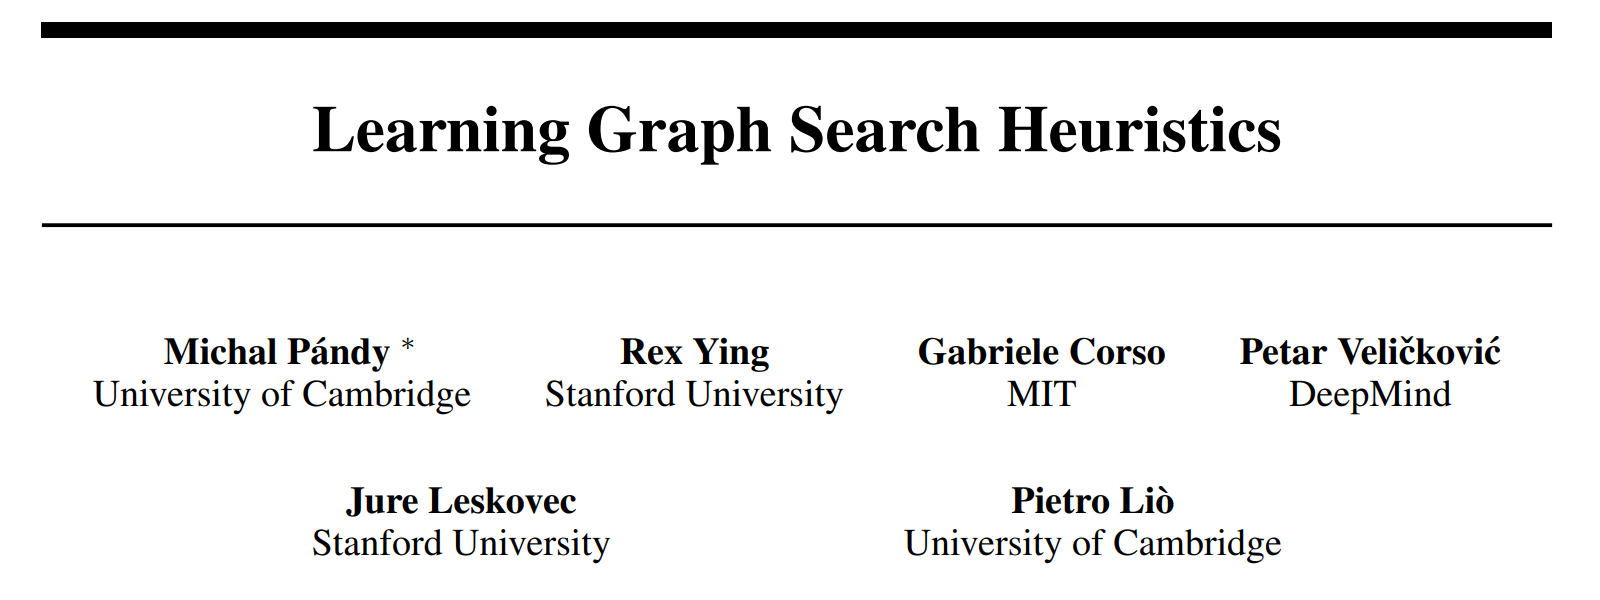 Learning Graph Search Heuristics
Michal Pándy * Rex Ying Gabriele Corso Petar Veličković
University of Cambridge Stanford University MIT DeepMind
Jure Leskovec Pietro Liò
Stanford University University of Cambridge